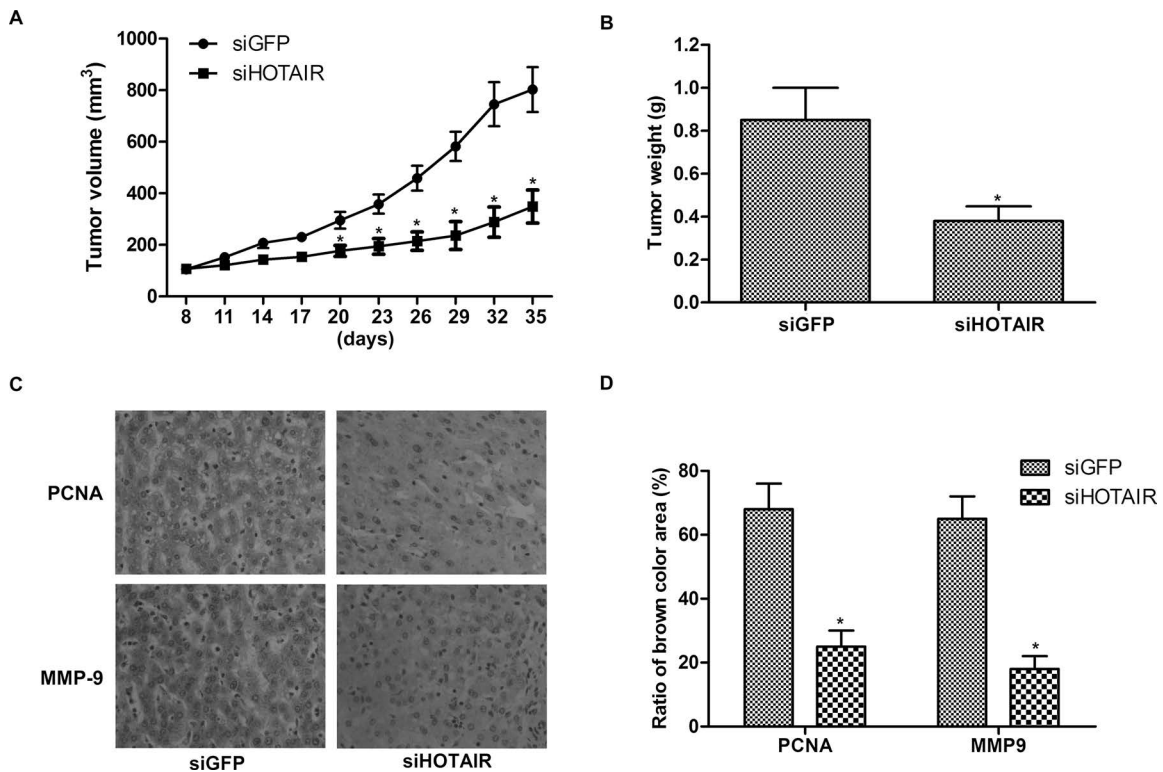 A
siGFP
siHOTAIR
Tumor volume (mm³)
1000
800
600
400
200
0
* * * * * *
8 11 14 17 20 23 26 29 32 35
(days)
B
Tumor weight (g)
1.2
1.0
0.8
0.6
0.4
0.2
0.0
*
siGFP siHOTAIR
C
PCNA
MMP-9
siGFP siHOTAIR
D
siGFP
siHOTAIR
Ratio of brown color area (%)
80
60
40
20
0
* *
PCNA MMP9